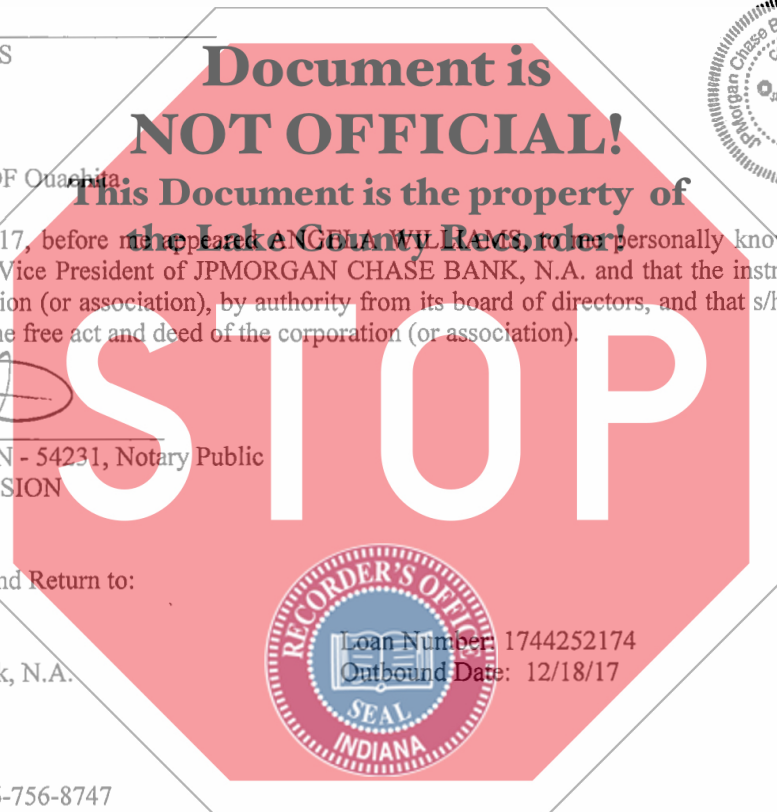 S
Document is
NOT OFFICIAL!
OF Ouachita
This Document is the property of
the Lake County Recorder!
17, before me appeared ANGELA WILLIAMS, to me personally kno
Vice President of JPMORGAN CHASE BANK, N.A. and that the instr
ion (or association), by authority from its board of directors, and that s/h
e free act and deed of the corporation (or association).
STOP
N - 54231, Notary Public
SION
nd Return to:
RECORDER'S OFFICE
Loan Number: 1744252174
k, N.A.
Outbound Date: 12/18/17
SEAL
INDIANA
-756-8747
JPMorgan Chase B